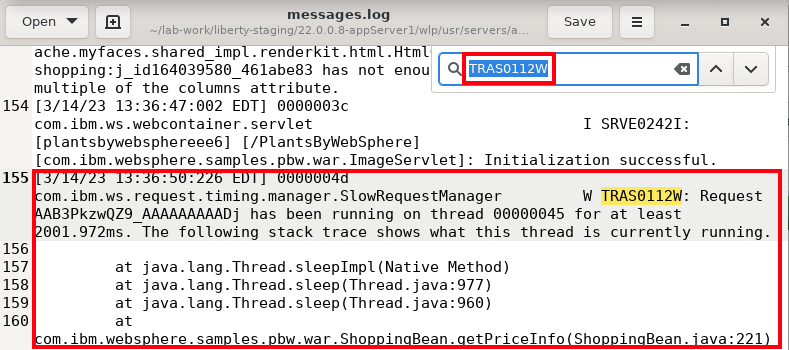 Open
messages.log
~/lab-work/liberty-staging/22.0.0.8-appServer1/wlp/usr/servers/a...
Save
TRAS0112W
ache.myfaces.shared_impl.renderkit.html.Html
shopping:j_id164039580_461abe83 has not enou
multiple of the columns attribute.
154 [3/14/23 13:36:47:002 EDT] 0000003c
com.ibm.ws.webcontainer.servlet I SRVE0242I:
[plantsbywebsphereee6] [/PlantsByWebSphere]
[com.ibm.websphere.samples.pbw.war.ImageServlet]: Initialization successful.
155 [3/14/23 13:36:50:226 EDT] 0000004d
com.ibm.ws.request.timing.manager.SlowRequestManager W TRAS0112W: Request
AAB3PkzwQZ9_AAAAAAAAADj has been running on thread 00000045 for at least
2001.972ms. The following stack trace shows what this thread is currently running.
156
157 at java.lang.Thread.sleepImpl(Native Method)
158 at java.lang.Thread.sleep(Thread.java:977)
159 at java.lang.Thread.sleep(Thread.java:960)
160 at
com.ibm.websphere.samples.pbw.war.ShoppingBean.getPriceInfo(ShoppingBean.java:221)